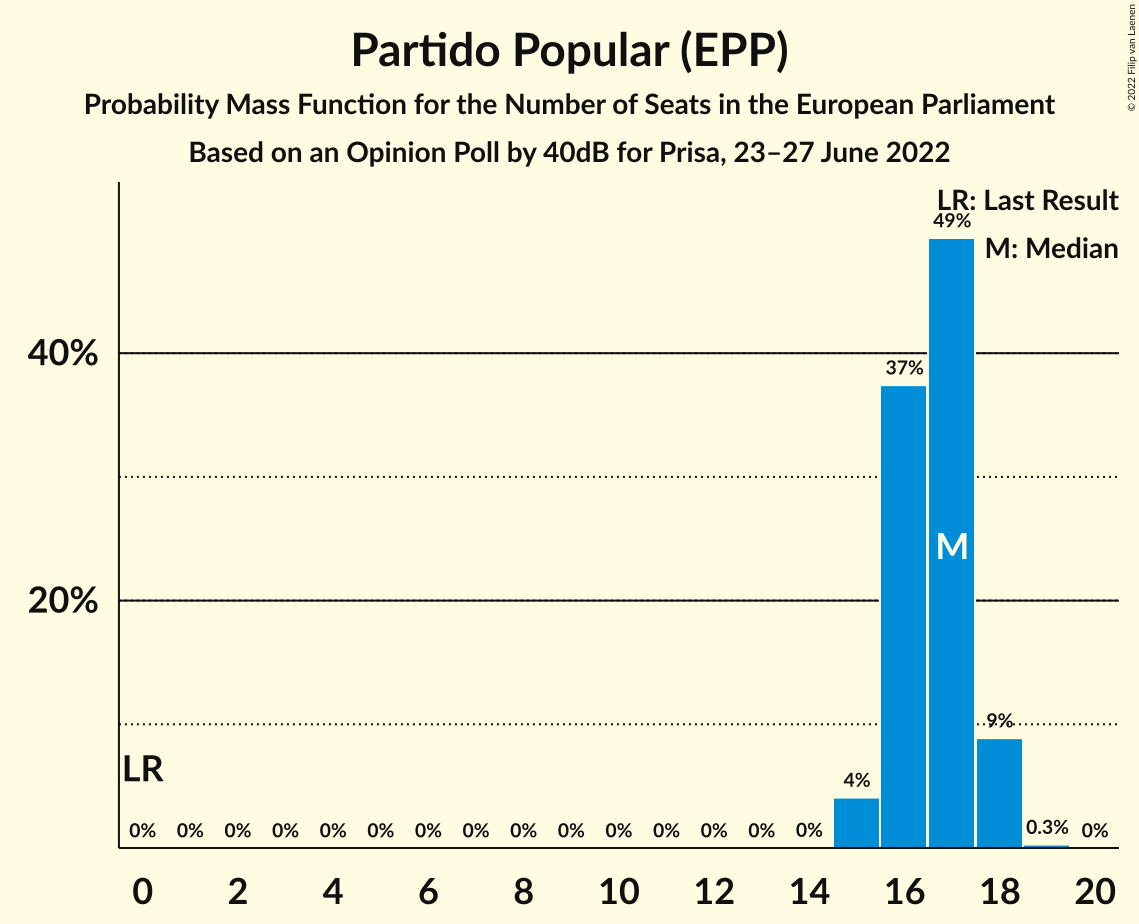 Partido Popular (EPP)
Probability Mass Function for the Number of Seats in the European Parliament
Based on an Opinion Poll by 40dB for Prisa, 23–27 June 2022
© 2022 Filip van Laenen
LR: Last Result
M: Median
49%
40%
37%
M
20%
9%
LR
4%
0% 0% 0% 0% 0% 0% 0% 0% 0% 0% 0% 0% 0% 0% 0% 0.3% 0%
0 2 4 6 8 10 12 14 16 18 20